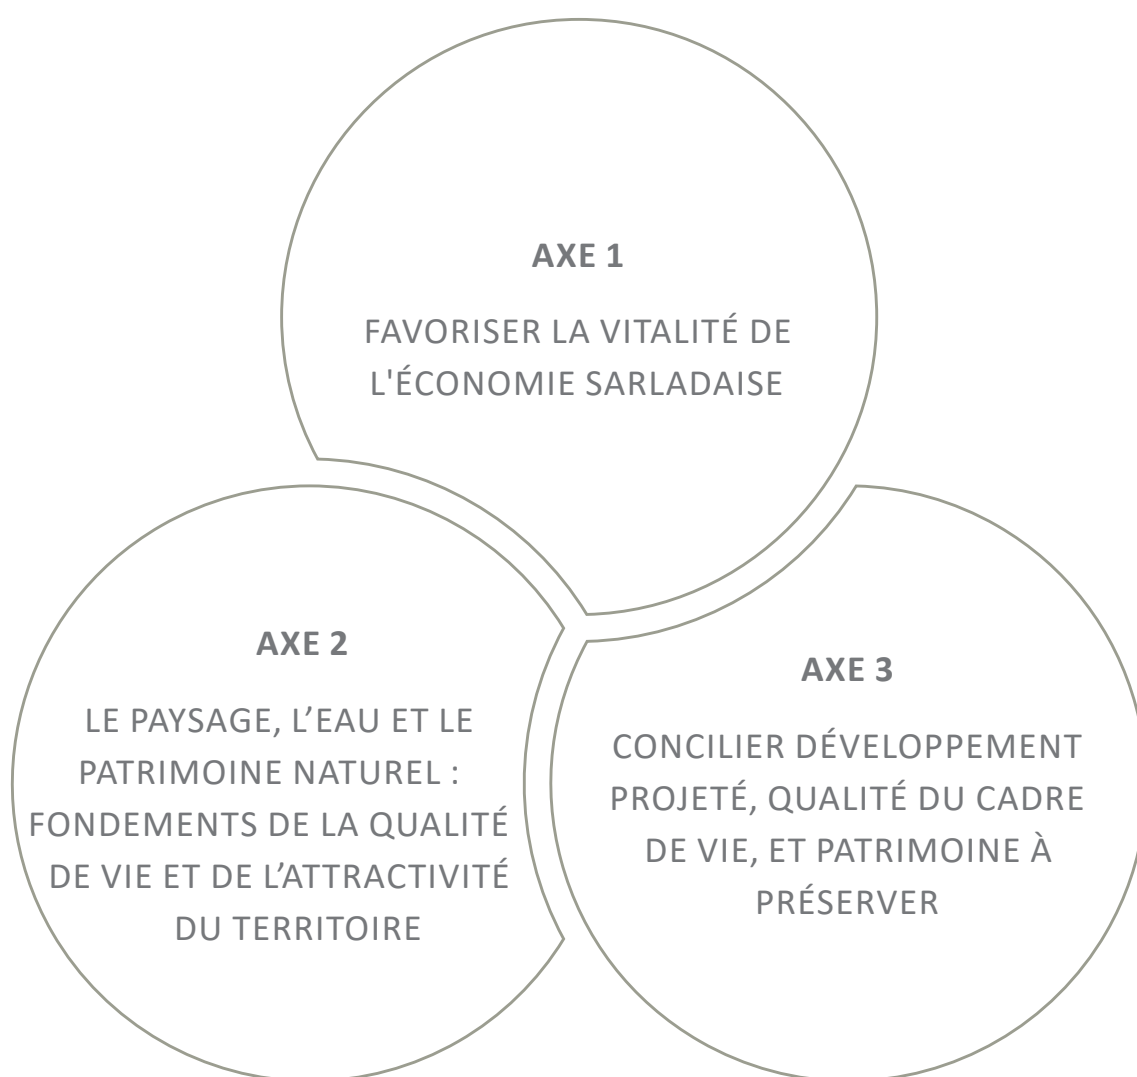 AXE 1
FAVORISER LA VITALITÉ DE
L'ÉCONOMIE SARLADAISE
AXE 2
LE PAYSAGE, L’EAU ET LE
PATRIMOINE NATUREL :
FONDEMENTS DE LA QUALITÉ
DE VIE ET DE L’ATTRACTIVITÉ
DU TERRITOIRE
AXE 3
CONCILIER DÉVELOPPEMENT
PROJETÉ, QUALITÉ DU CADRE
DE VIE, ET PATRIMOINE À
PRÉSERVER